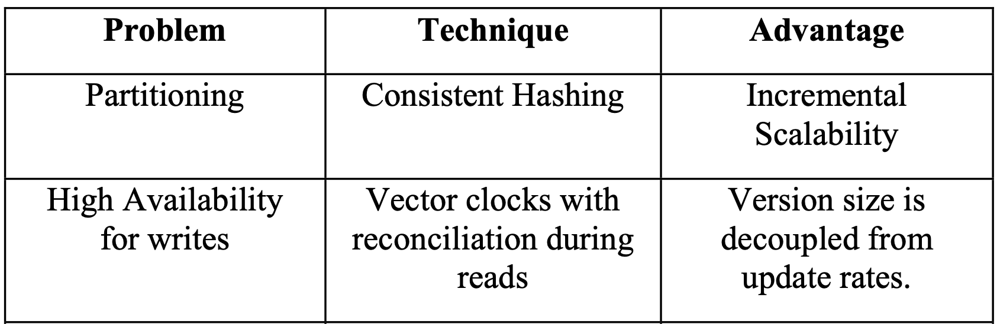 Problem
Technique
Advantage
Partitioning
Consistent Hashing
Incremental
Scalability
High Availability
for writes
Vector clocks with
reconciliation during
reads
Version size is
decoupled from
update rates.